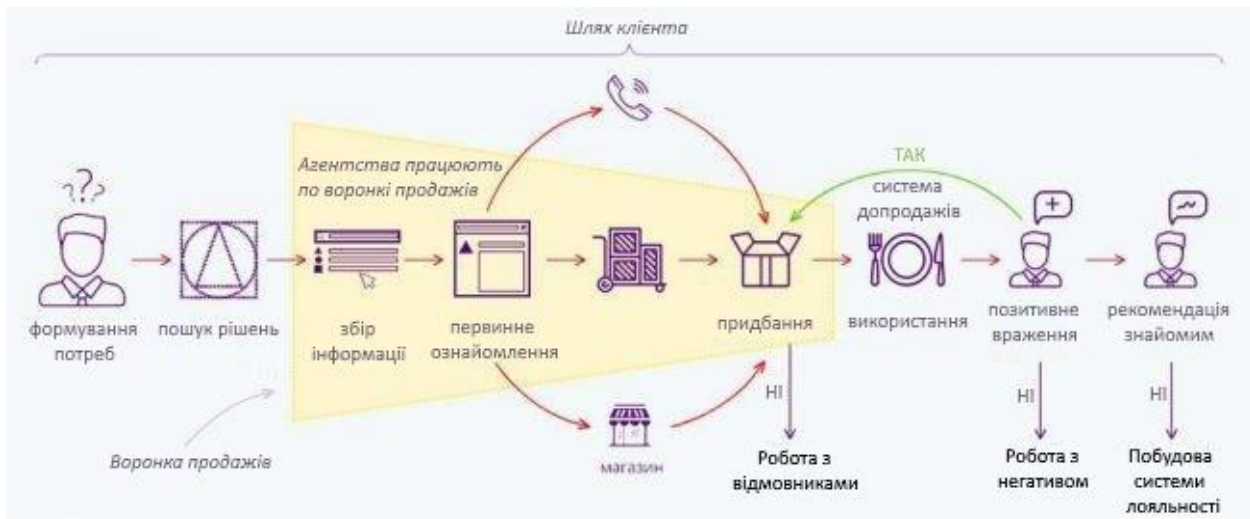 Шлях клієнта
Агентства працюють
по воронкі продажів
ТАК
система
допродажів
формування
потреб
пошук рішень
збір
інформації
первинне
ознайомлення
придбання
використання
позитивне
враження
рекомендація
знайомим
Воронка продажів
магазин
НІ
Робота з
відмовниками
НІ
Робота з
негативом
НІ
Побудова
системи
лояльності